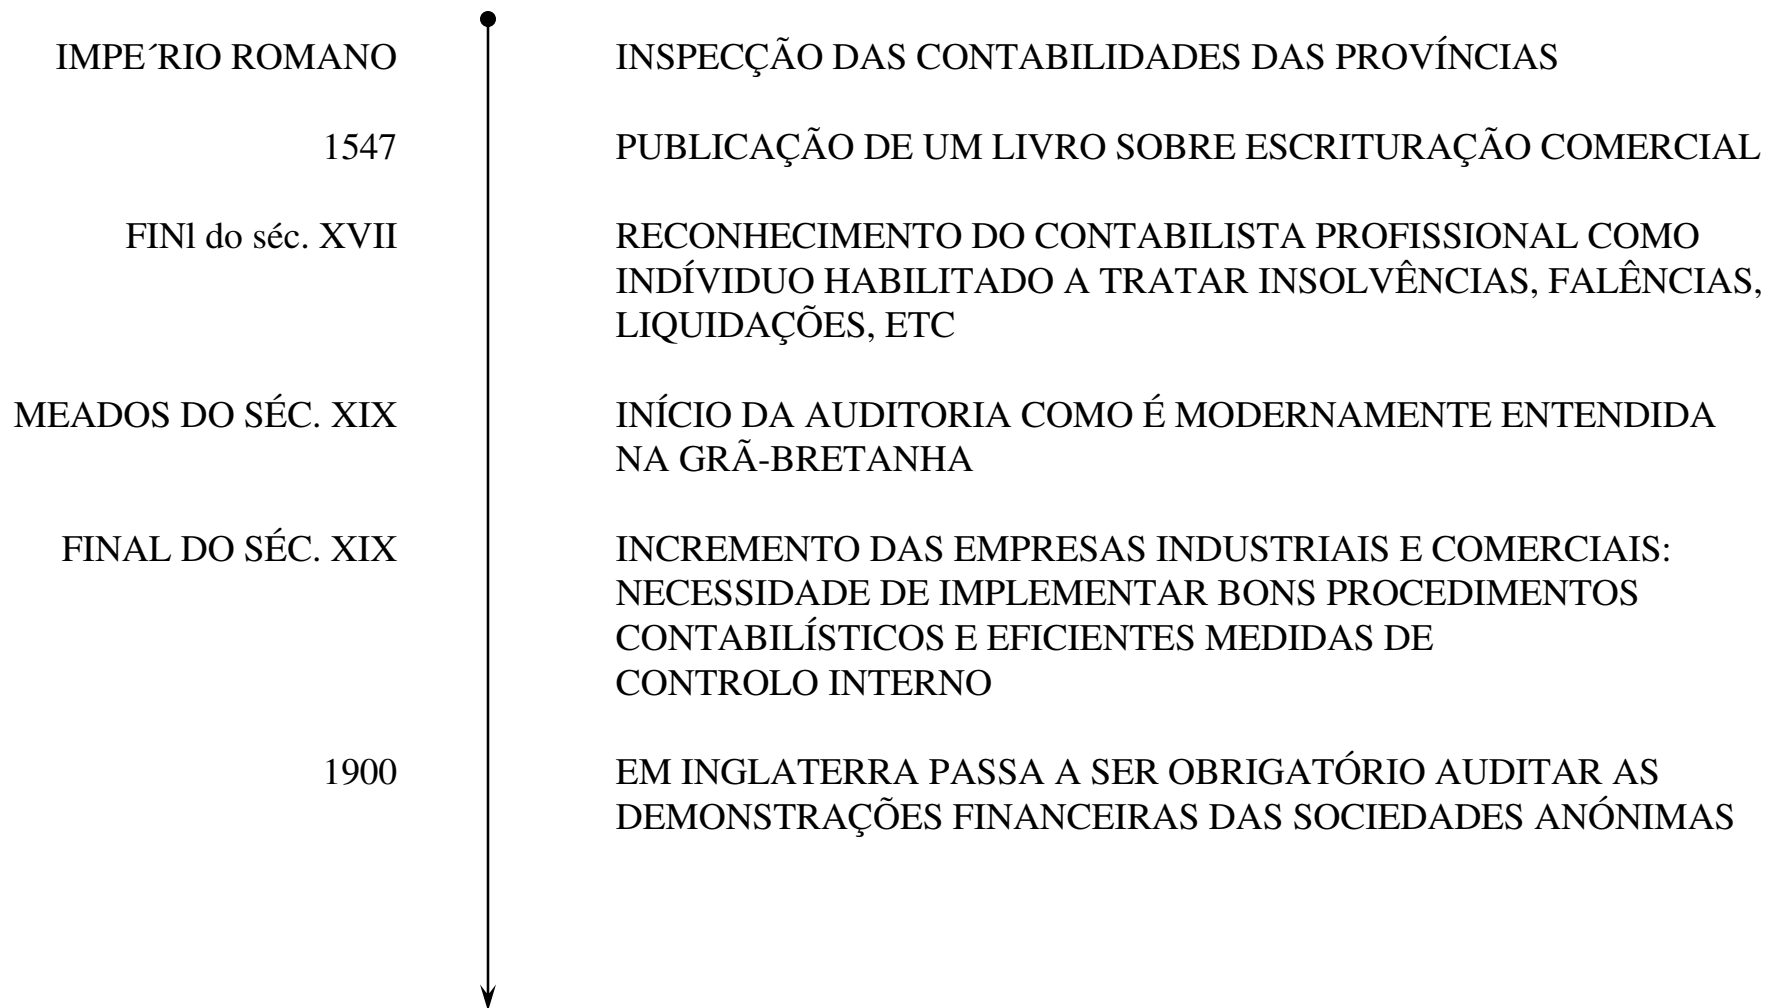 IMPE´RIO ROMANO INSPECÇÃO DAS CONTABILIDADES DAS PROVÍNCIAS
1547 PUBLICAÇÃO DE UM LIVRO SOBRE ESCRITURAÇÃO COMERCIAL
FINl do séc. XVII RECONHECIMENTO DO CONTABILISTA PROFISSIONAL COMO
INDÍVIDUO HABILITADO A TRATAR INSOLVÊNCIAS, FALÊNCIAS,
LIQUIDAÇÕES, ETC
MEADOS DO SÉC. XIX INÍCIO DA AUDITORIA COMO É MODERNAMENTE ENTENDIDA
NA GRÃ-BRETANHA
FINAL DO SÉC. XIX INCREMENTO DAS EMPRESAS INDUSTRIAIS E COMERCIAIS:
NECESSIDADE DE IMPLEMENTAR BONS PROCEDIMENTOS
CONTABILÍSTICOS E EFICIENTES MEDIDAS DE
CONTROLO INTERNO
1900 EM INGLATERRA PASSA A SER OBRIGATÓRIO AUDITAR AS
DEMONSTRAÇÕES FINANCEIRAS DAS SOCIEDADES ANÓNIMAS